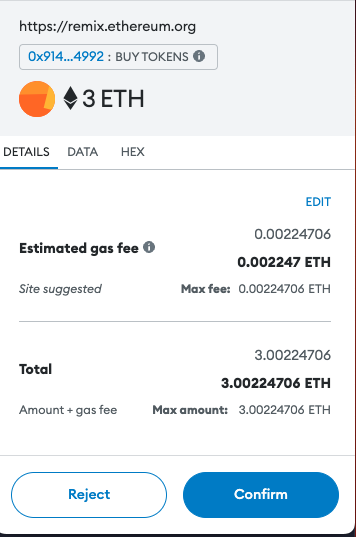 https://remix.ethereum.org
0x914...4992 : BUY TOKENS
3 ETH
DETAILS DATA HEX
EDIT
0.00224706
Estimated gas fee 0.002247 ETH
Site suggested Max fee: 0.00224706 ETH
3.00224706
Total 3.00224706 ETH
Amount + gas fee Max amount: 3.00224706 ETH
Reject Confirm